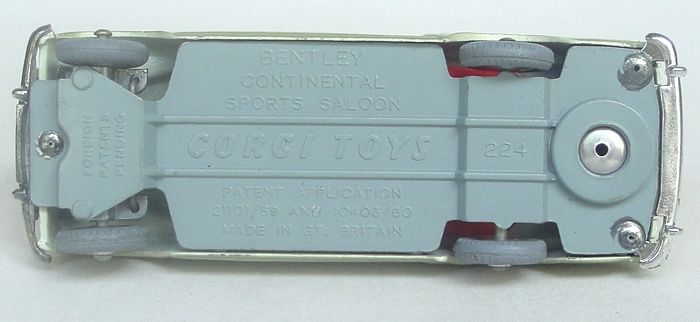 BENTLEY
CONTINENTAL
SPORTS SALOON
CORGI TOYS
224
PATENT APPLICATION
21101/59 AND 10406/60
MADE IN GT. BRITAIN
FOREIGN
PATENTS
PENDING